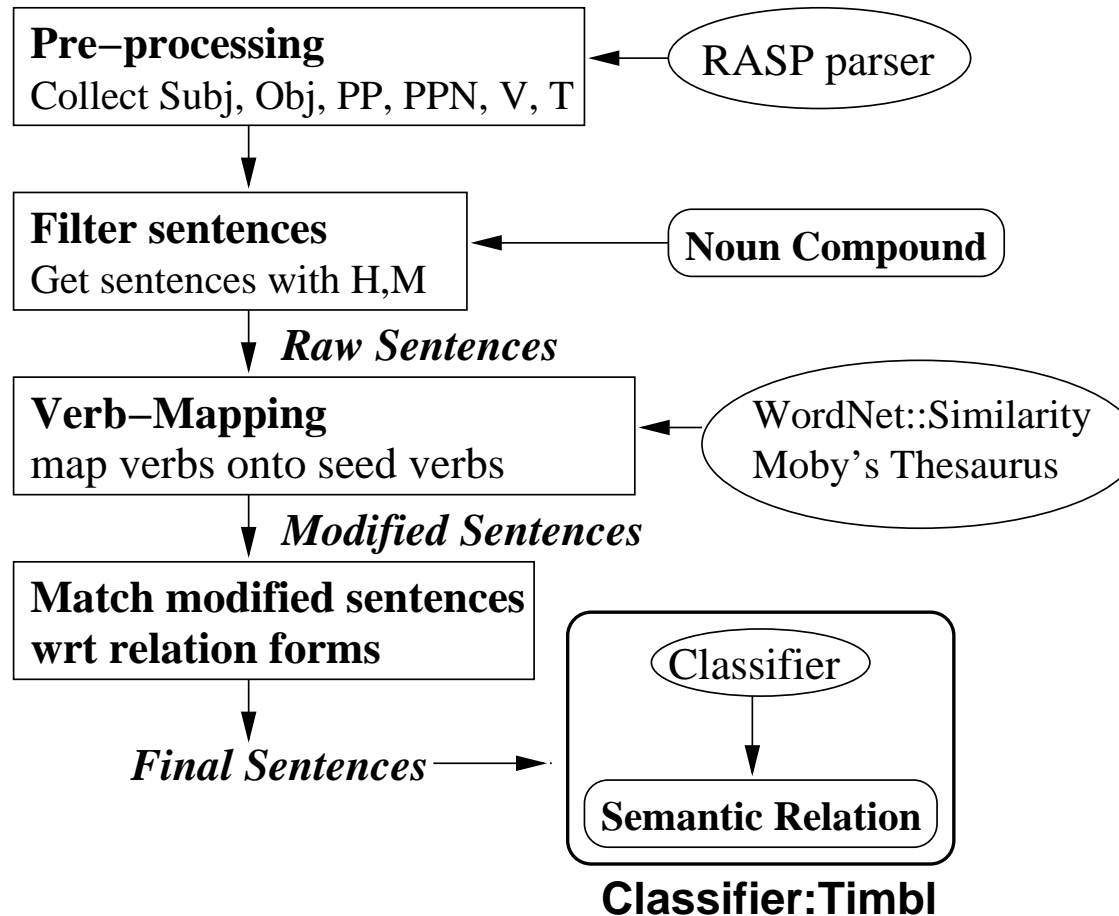 Pre−processing
Collect Subj, Obj, PP, PPN, V, T
RASP parser
Filter sentences
Get sentences with H,M
Noun Compound
Raw Sentences
Verb−Mapping
map verbs onto seed verbs
WordNet::Similarity
Moby's Thesaurus
Modified Sentences
Match modified sentences
wrt relation forms
Classifier
Final Sentences
Semantic Relation
Classifier:Timbl